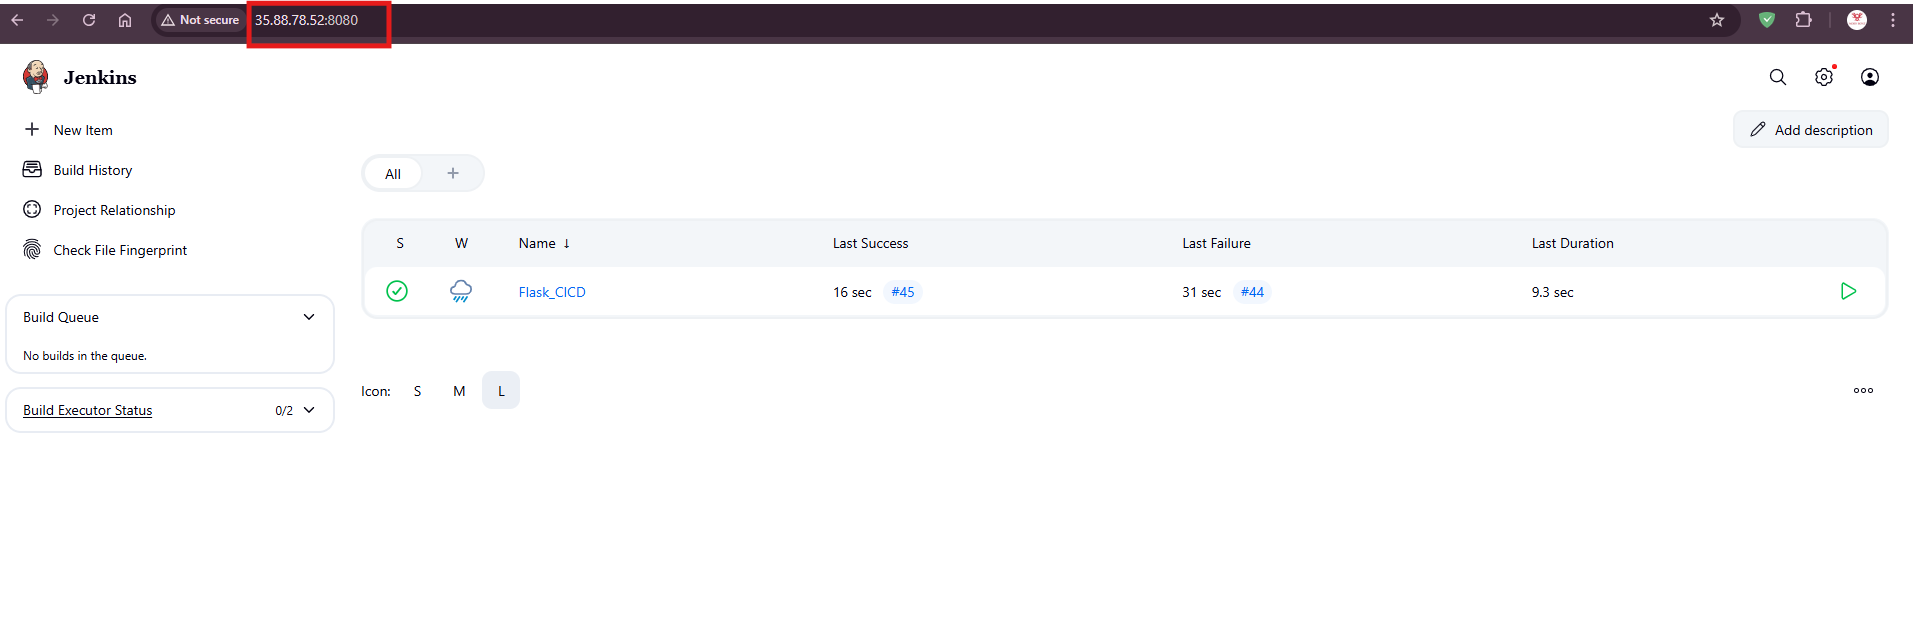 Not secure 35.88.78.52:8080
Jenkins
New Item
Build History
Project Relationship
Check File Fingerprint
Build Queue
No builds in the queue.
Build Executor Status 0/2
Add description
All +
S W Name ↓ Last Success Last Failure Last Duration
Flask_CICD 16 sec #45 31 sec #44 9.3 sec
Icon: S M L